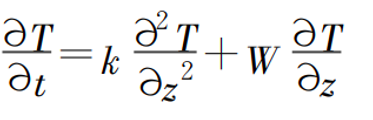 ∂T/∂t = k ∂²T/∂z² + W ∂T/∂z